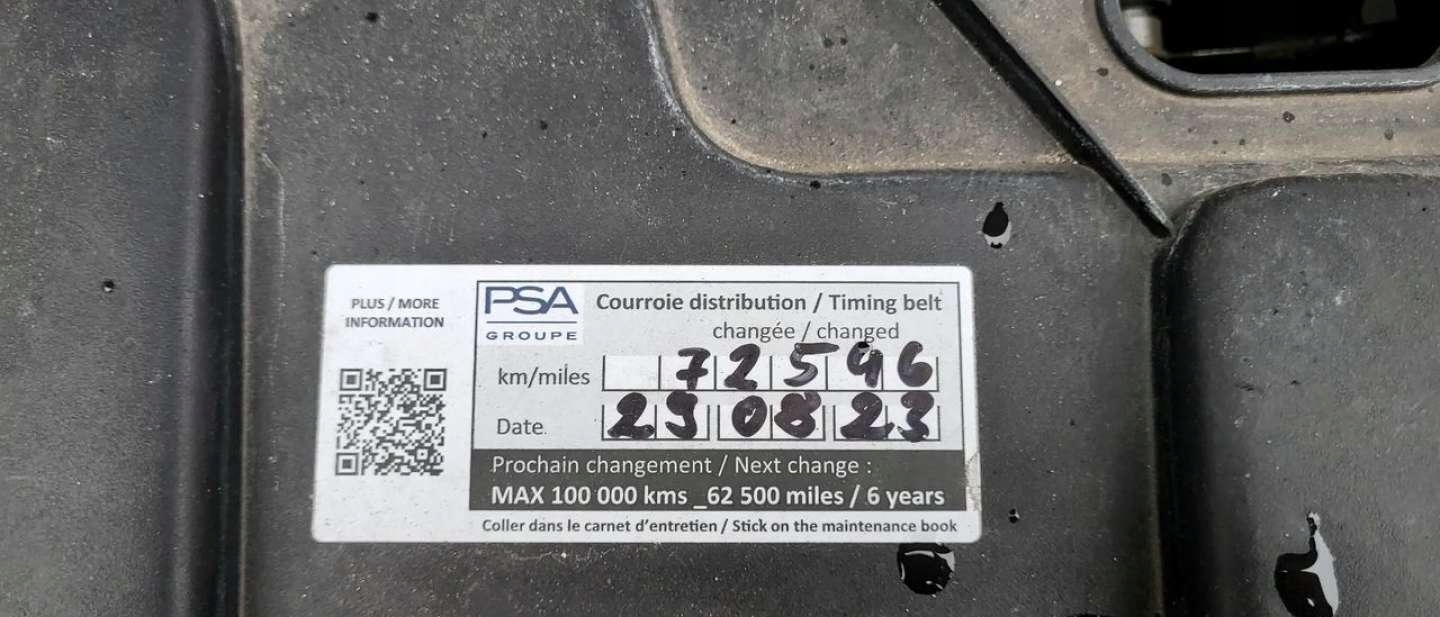 PLUS / MORE
INFORMATION
PSA
GROUPE
Courroie distribution / Timing belt
changée / changed
km/miles 72546
Date 29 08 23
Prochain changement / Next change :
MAX 100 000 kms _62 500 miles / 6 years
Coller dans le carnet d'entretien / Stick on the maintenance book